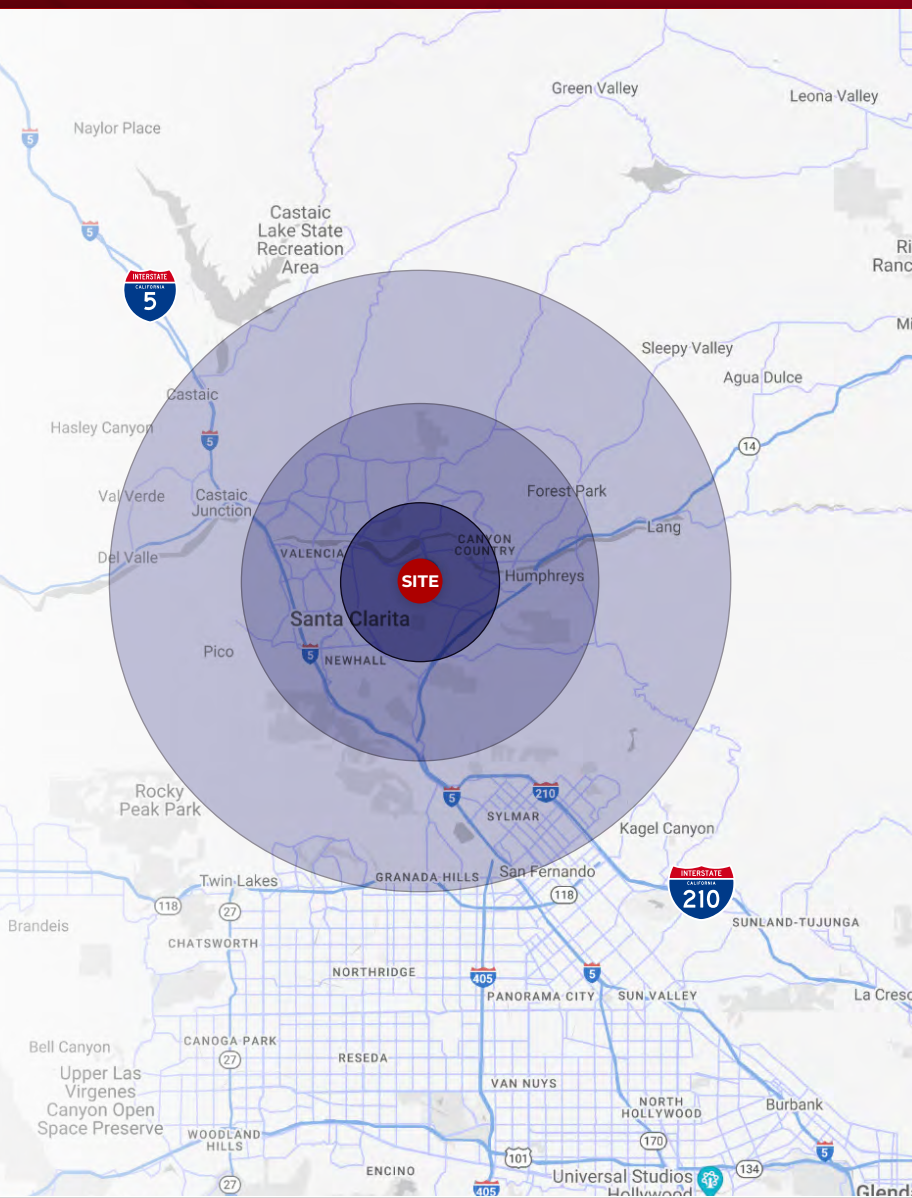 Green Valley
Leona Valley
Naylor Place
5
5
Castaic
Lake State
Recreation
Area
INTERSTATE
CALIFORNIA
5
Sleepy Valley
Agua Dulce
Castaic
Hasley Canyon
5
14
Val Verde
Castaic
Junction
Forest Park
Lang
Del Valle
VALENCIA
CANYON
COUNTRY
SITE
Humphreys
Santa Clarita
Pico
5
NEWHALL
Rocky
Peak Park
5
210
SYLMAR
Kagel Canyon
Twin Lakes
GRANADA HILLS
San Fernando
INTERSTATE
CALIFORNIA
210
118
27
118
Brandeis
SUNLAND-TUJUNGA
CHATSWORTH
NORTHRIDGE
405
5
PANORAMA CITY
SUN VALLEY
La Cresc
CANOGA PARK
Bell Canyon
27
RESEDA
Upper Las
Virgenes
Canyon Open
Space Preserve
VAN NUYS
NORTH
HOLLYWOOD
Burbank
WOODLAND
HILLS
170
5
101
134
ENCINO
Universal Studios
Hollywood
27
405
Glend